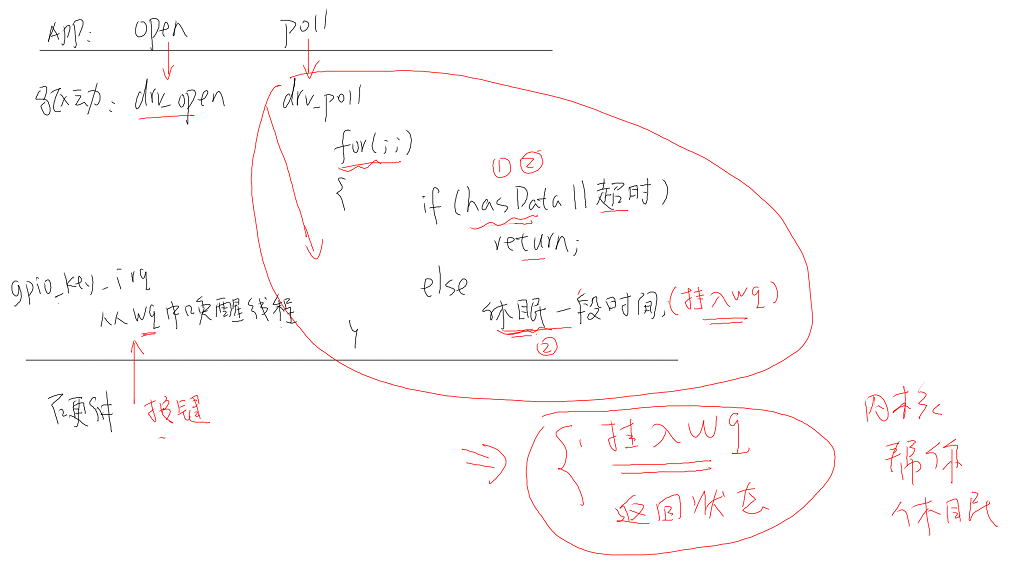 APP: open poll
驱动: drv_open drv_poll
for(;;)
{
① ②
if (hasData || 超时)
return;
gpio_key_irq
else
从wq中唤醒线程
休眠一段时间,(挂入wq)
②
}
硬件 按键
⇒ { 挂入wq
返回状态
内核
帮你
休眠